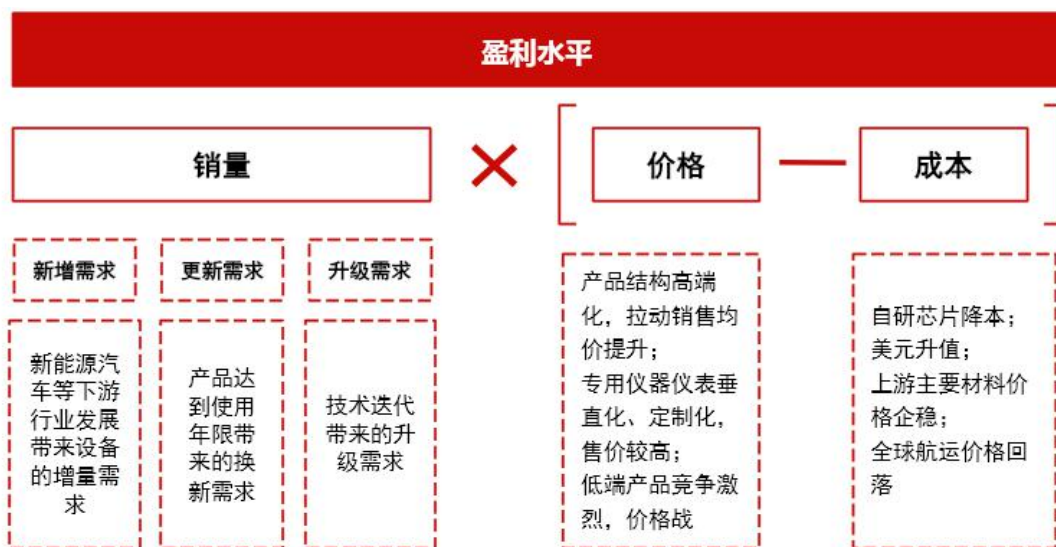 盈利水平
销量
价格
成本
新增需求
更新需求
升级需求
新能源汽
车等下游
行业发展
带来设备
的增量需
求
产品达
到使用
年限带
来的换
新需求
技术迭代
带来的升
级需求
产品结构高端
化，拉动销售均
价提升；
专用仪器仪表垂
直化、定制化，
售价较高；
低端产品竞争激
烈，价格战
自研芯片降本；
美元升值；
上游主要材料价
格企稳；
全球航运价格回
落